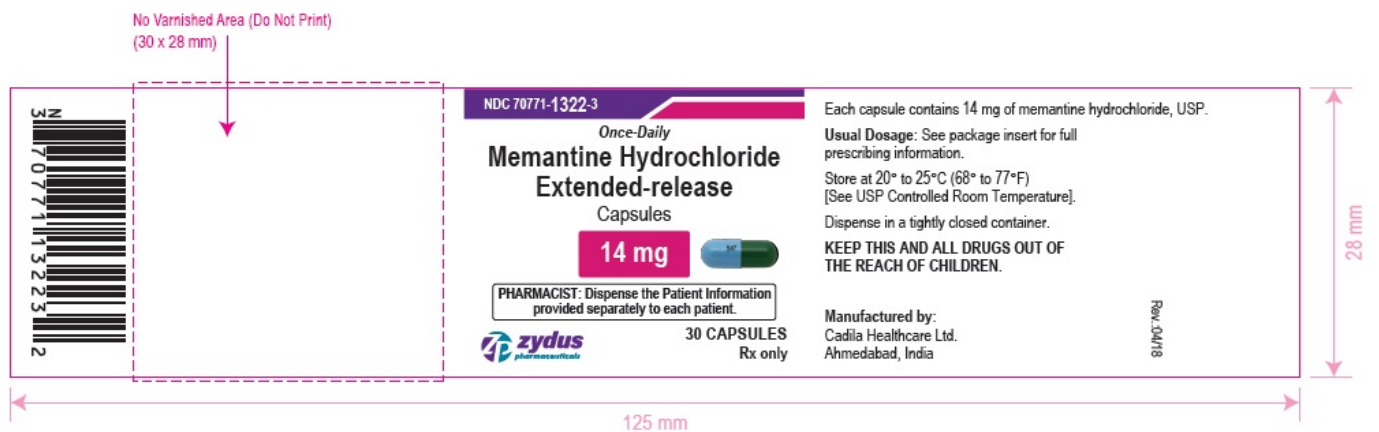 No Varnished Area (Do Not Print)
(30 x 28 mm)
N
3 70771 13223 2
NDC 70771-1322-3
Once-Daily
Memantine Hydrochloride
Extended-release
Capsules
14 mg
PHARMACIST: Dispense the Patient Information
provided separately to each patient.
zydus
pharmaceuticals
30 CAPSULES
Rx only
Each capsule contains 14 mg of memantine hydrochloride, USP.
Usual Dosage: See package insert for full
prescribing information.
Store at 20° to 25°C (68° to 77°F)
[See USP Controlled Room Temperature].
Dispense in a tightly closed container.
KEEP THIS AND ALL DRUGS OUT OF
THE REACH OF CHILDREN.
Manufactured by:
Cadila Healthcare Ltd.
Ahmedabad, India
Rev.:04/18
28 mm
125 mm